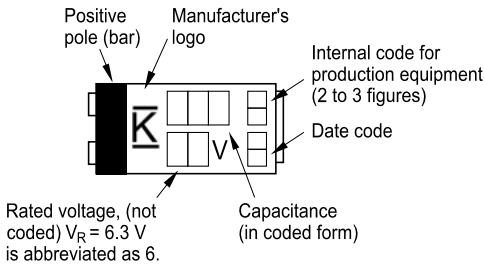 Positive
pole (bar)
Manufacturer's
logo
Internal code for
production equipment
(2 to 3 figures)
Date code
K
V
Rated voltage, (not
coded) VR = 6.3 V
is abbreviated as 6.
Capacitance
(in coded form)